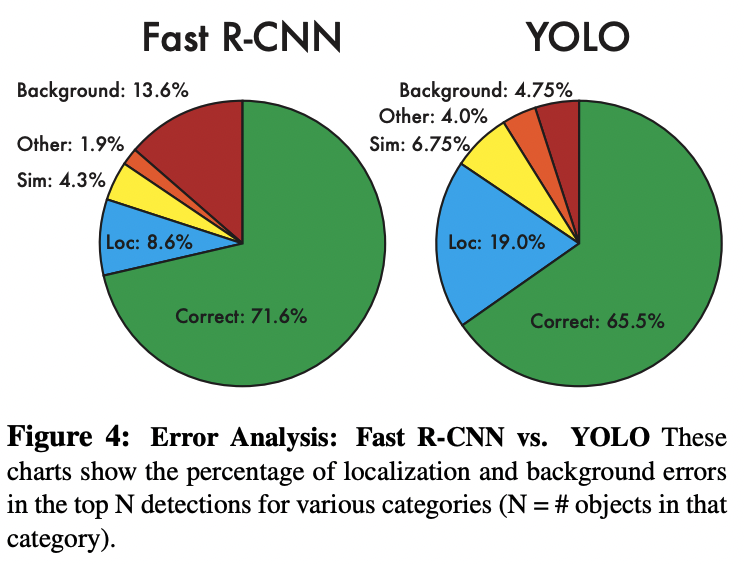 Fast R-CNN
Background: 13.6%
Other: 1.9%
Sim: 4.3%
Loc: 8.6%
Correct: 71.6%
YOLO
Background: 4.75%
Other: 4.0%
Sim: 6.75%
Loc: 19.0%
Correct: 65.5%
Figure 4: Error Analysis: Fast R-CNN vs. YOLO These
charts show the percentage of localization and background errors
in the top N detections for various categories (N = # objects in that
category).